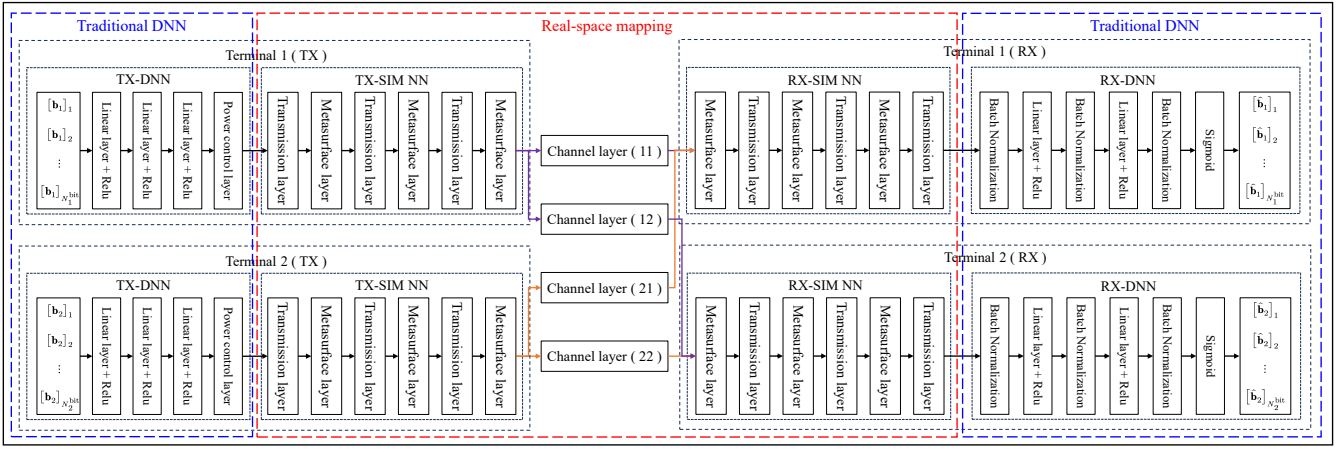 Traditional DNN
Real-space mapping
Traditional DNN
Terminal 1 ( TX )
TX-DNN
[b₁]₁
[b₁]₂
⋮
[b₁]_{N₁^{bit}}
Linear layer + Relu
Linear layer + Relu
Linear layer + Relu
Power control layer
TX-SIM NN
Transmission layer
Metasurface layer
Transmission layer
Metasurface layer
Transmission layer
Metasurface layer
Channel layer ( 11 )
Channel layer ( 12 )
Channel layer ( 21 )
Channel layer ( 22 )
Terminal 1 ( RX )
RX-SIM NN
Metasurface layer
Transmission layer
Metasurface layer
Transmission layer
Metasurface layer
Transmission layer
RX-DNN
Batch Normalization
Linear layer + Relu
Batch Normalization
Linear layer + Relu
Batch Normalization
Sigmoid
[b̂₁]₁
[b̂₁]₂
⋮
[b̂₁]_{N₁^{bit}}
Terminal 2 ( TX )
TX-DNN
[b₂]₁
[b₂]₂
⋮
[b₂]_{N₂^{bit}}
Linear layer + Relu
Linear layer + Relu
Linear layer + Relu
Power control layer
TX-SIM NN
Transmission layer
Metasurface layer
Transmission layer
Metasurface layer
Transmission layer
Metasurface layer
Terminal 2 ( RX )
RX-SIM NN
Metasurface layer
Transmission layer
Metasurface layer
Transmission layer
Metasurface layer
Transmission layer
RX-DNN
Batch Normalization
Linear layer + Relu
Batch Normalization
Linear layer + Relu
Batch Normalization
Sigmoid
[b̂₂]₁
[b̂₂]₂
⋮
[b̂₂]_{N₂^{bit}}